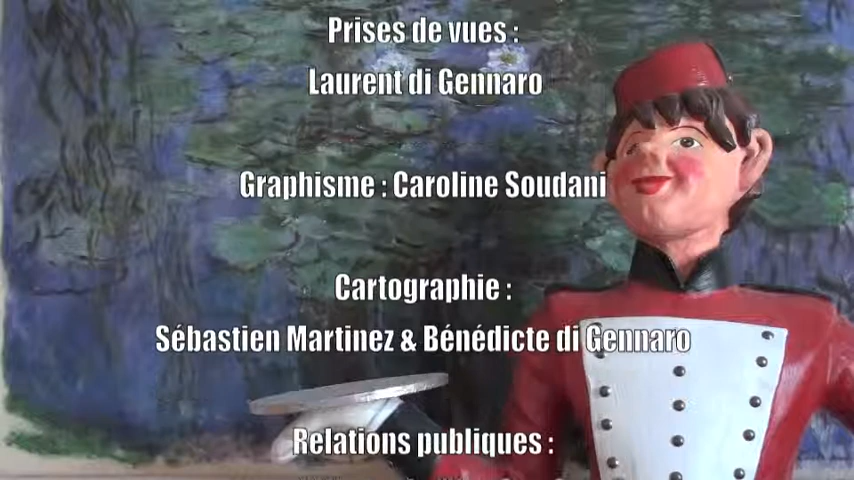 Prises de vues :
Laurent di Gennaro
Graphisme : Caroline Soudani
Cartographie :
Sébastien Martinez & Bénédicte di Gennaro
Relations publiques :